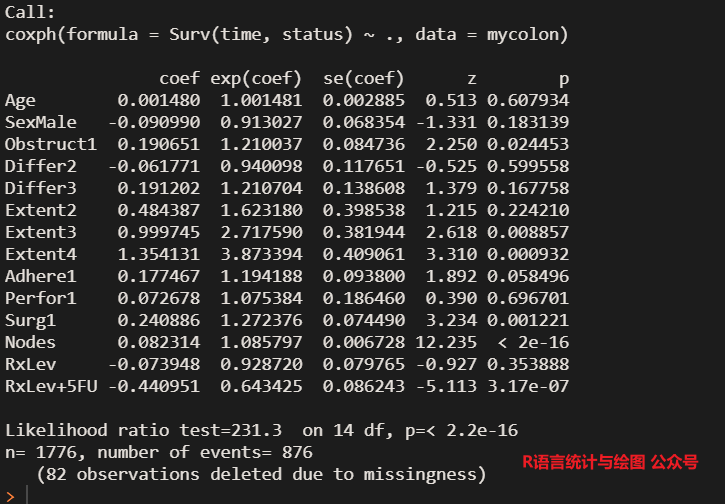 Call:
coxph(formula = Surv(time, status) ~ ., data = mycolon)
coef exp(coef) se(coef) z p
Age 0.001480 1.001481 0.002885 0.513 0.607934
SexMale -0.090990 0.913027 0.068354 -1.331 0.183139
Obstruct1 0.190651 1.210037 0.084736 2.250 0.024453
Differ2 -0.061771 0.940098 0.117651 -0.525 0.599558
Differ3 0.191202 1.210704 0.138608 1.379 0.167758
Extent2 0.484387 1.623180 0.398538 1.215 0.224210
Extent3 0.999745 2.717590 0.381944 2.618 0.008857
Extent4 1.354131 3.873394 0.409061 3.310 0.000932
Adhere1 0.177467 1.194188 0.093800 1.892 0.058496
Perfor1 0.072678 1.075384 0.186460 0.390 0.696701
Surg1 0.240886 1.272376 0.074490 3.234 0.001221
Nodes 0.082314 1.085797 0.006728 12.235 < 2e-16
RxLev -0.073948 0.928720 0.079765 -0.927 0.353888
RxLev+5FU -0.440951 0.643425 0.086243 -5.113 3.17e-07
Likelihood ratio test=231.3 on 14 df, p=< 2.2e-16
n= 1776, number of events= 876
(82 observations deleted due to missingness)
R语言统计与绘图 公众号
>